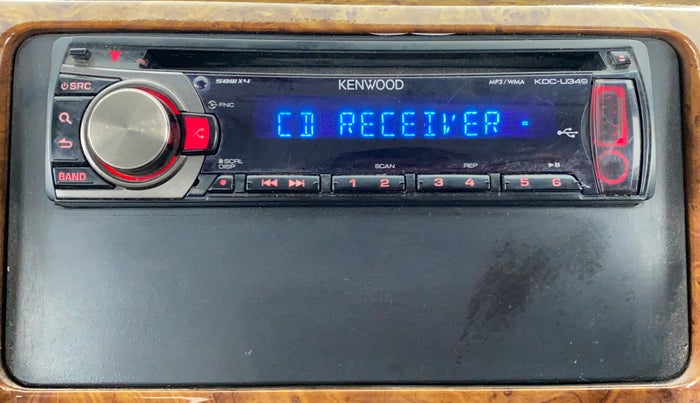 50W x4
KENWOOD
MP3/WMA KDC-U349
SRC
FNC
CD RECEIVER -
SCRL
DISP
SCAN
REP
BAND
1 2
3 4
5 6